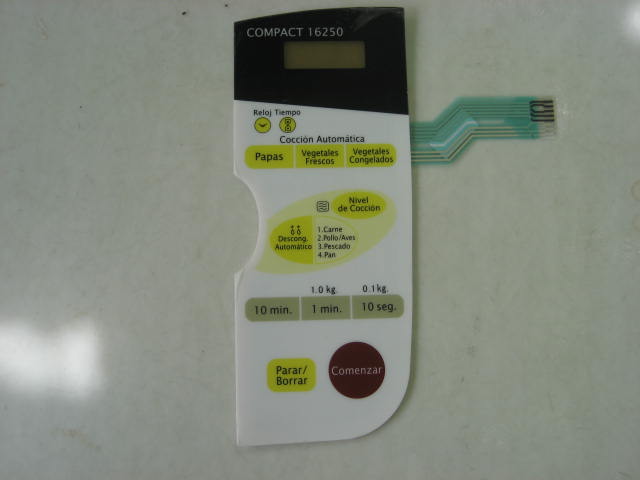 COMPACT 16250
Reloj Tiempo
Cocción Automática
Papas
Vegetales
Frescos
Vegetales
Congelados
Nivel
de Cocción
Descong.
Automático
1.Carne
2.Pollo/Aves
3.Pescado
4.Pan
1.0 kg.
0.1kg.
10 min.
1 min.
10 seg.
Parar/
Borrar
Comenzar